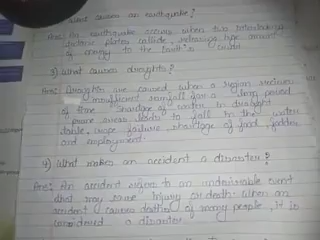 What causes an earthquake?
Ans: An earthquake occurs when two
plates collide, releasing huge amount
of energy to the Earth's crust
3) What causes droughts?
Ans: Droughts are caused when a region receives
insufficient rainfall over a long period
of time. Shortage of water in drought
prone areas leads to fall in the water
table, crops failure, shortage of food, fodder
and employment.
4) What makes an accident a disaster?
Ans: An accident refers to an undesirable event
that may cause injury or death. When an
accident causes deaths of many people, it is
considered a disaster.